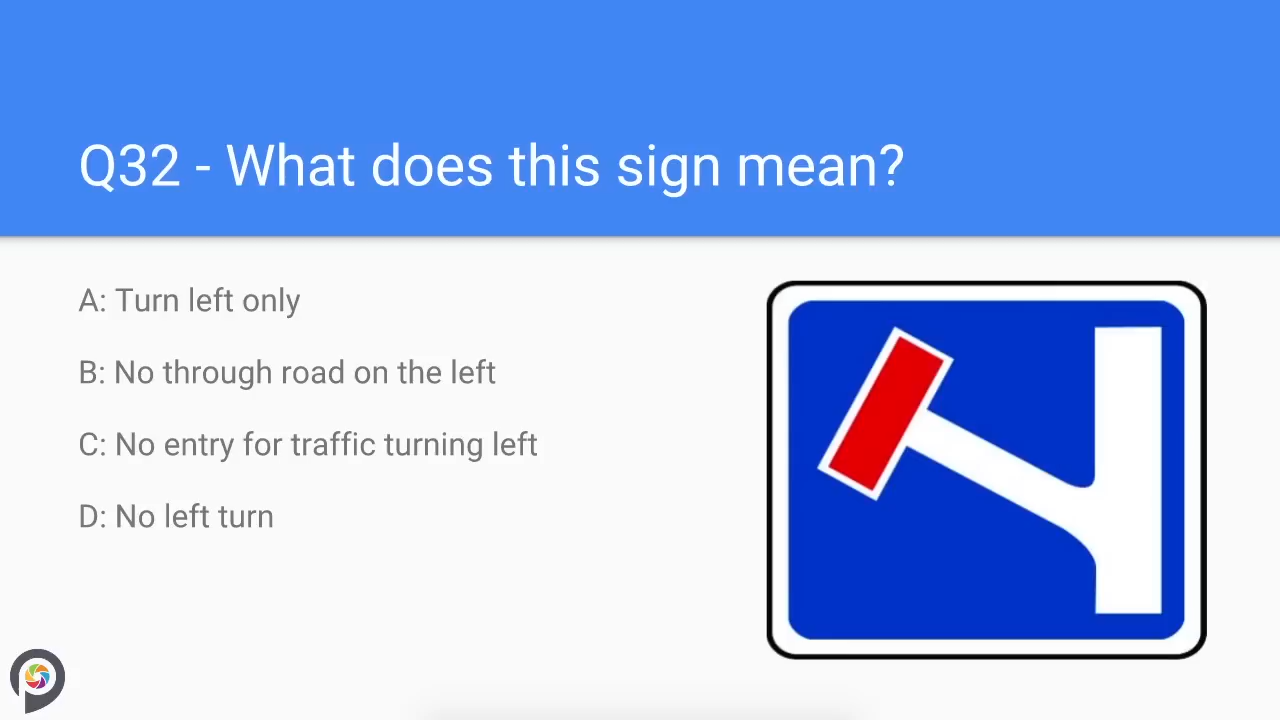 Q32 - What does this sign mean?
A: Turn left only
B: No through road on the left
C: No entry for traffic turning left
D: No left turn